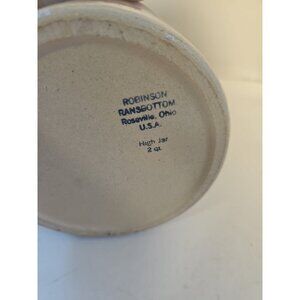 ROBINSON
RANSBOTTOM
Roseville, Ohio
U.S.A.
High Jar
2 qt.